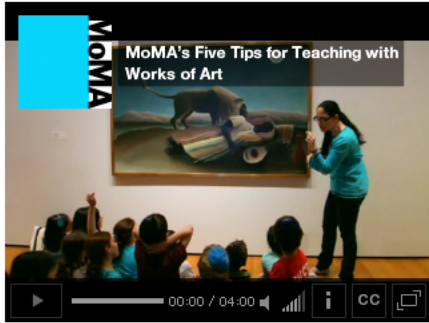 MoMA
MoMA's Five Tips for Teaching with
Works of Art
00:00 / 04:00
i
CC